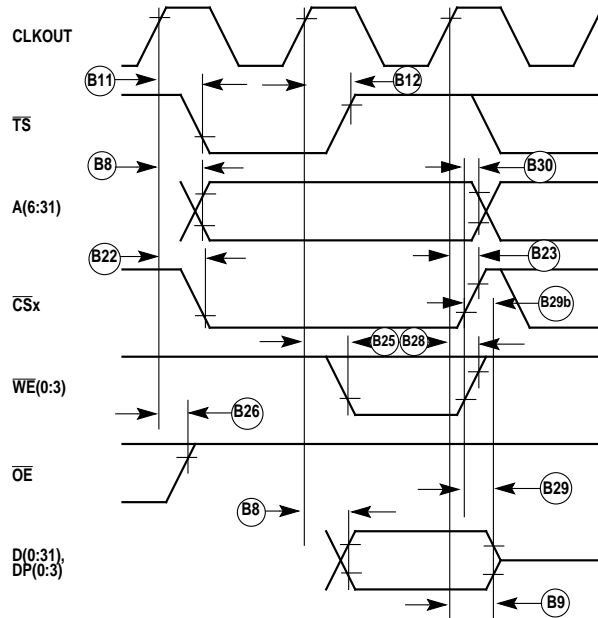 CLKOUT
B11
B12
TS
B8
B30
A(6:31)
B22
B23
CSx
B29b
B25
B28
WE(0:3)
B26
OE
B29
B8
D(0:31),
DP(0:3)
B9